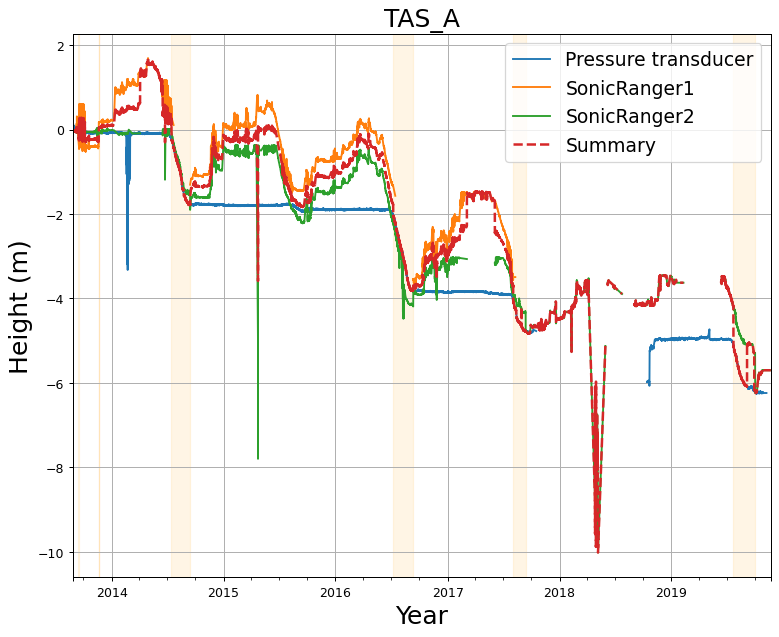 TAS_A
Pressure transducer
SonicRanger1
SonicRanger2
Summary
Height (m)
2
0
−2
−4
−6
−8
−10
2014 2015 2016 2017 2018 2019
Year